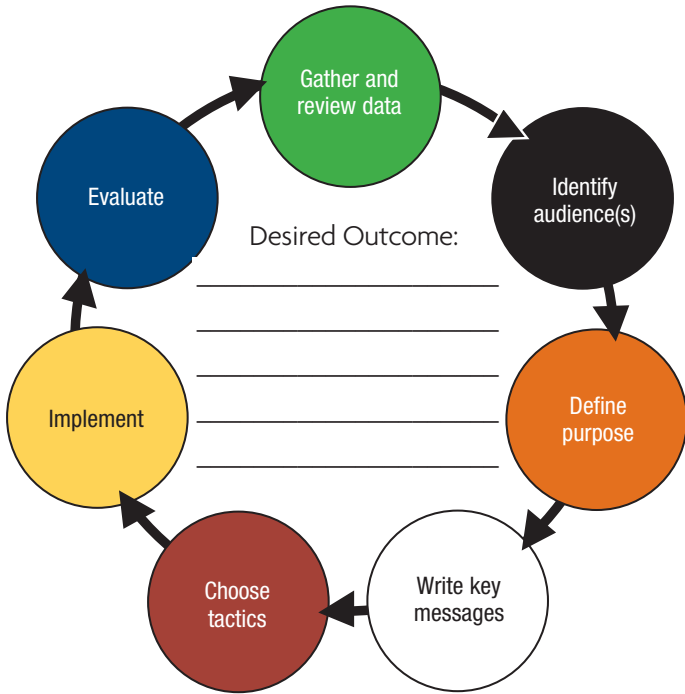 Gather and
review data
Identify
audience(s)
Define
purpose
Write key
messages
Choose
tactics
Implement
Evaluate
Desired Outcome: